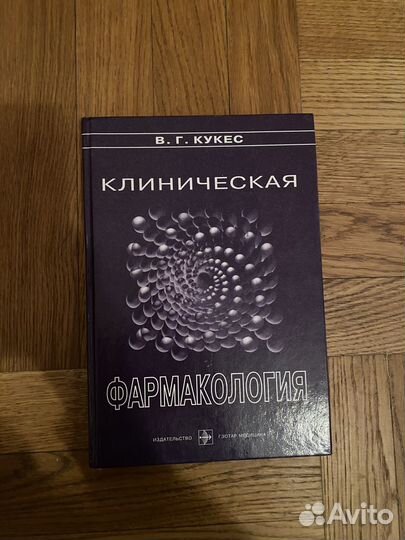 В. Г. КУКЕС
КЛИНИЧЕСКАЯ
ФАРМАКОЛОГИЯ
ИЗДАТЕЛЬСТВО ГЭОТАР МЕДИЦИНА
Avito